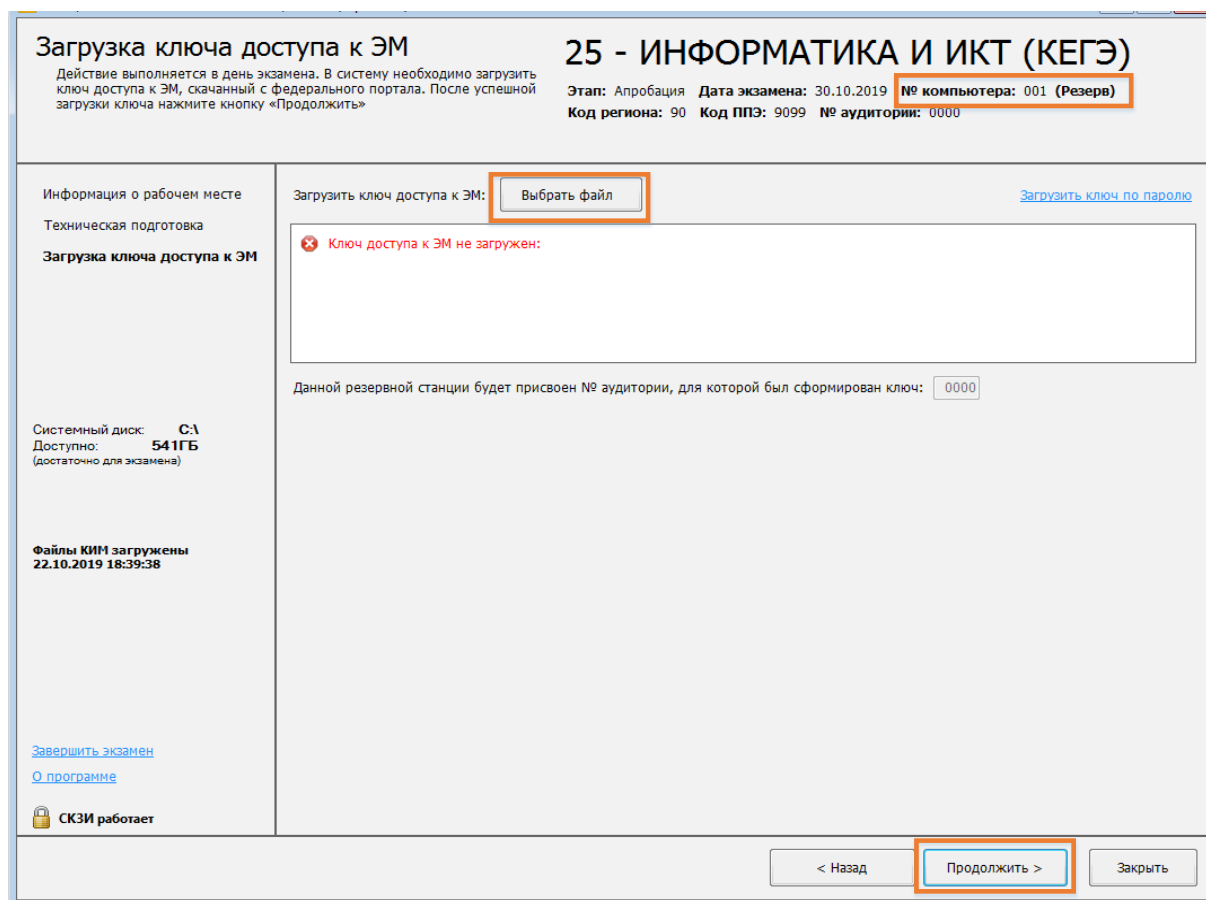 Загрузка ключа доступа к ЭМ
Действие выполняется в день экзамена. В систему необходимо загрузить
ключ доступа к ЭМ, скачанный с федерального портала. После успешной
загрузки ключа нажмите кнопку «Продолжить»
25 - ИНФОРМАТИКА И ИКТ (КЕГЭ)
Этап: Апробация Дата экзамена: 30.10.2019 № компьютера: 001 (Резерв)
Код региона: 90 Код ППЭ: 9099 № аудитории: 0000
Информация о рабочем месте
Техническая подготовка
Загрузка ключа доступа к ЭМ
Системный диск: C:\
Доступно: 541ГБ
(достаточно для экзамена)
Файлы КИМ загружены
22.10.2019 18:39:38
Завершить экзамен
О программе
СКЗИ работает
Загрузить ключ доступа к ЭМ: Выбрать файл Загрузить ключ по паролю
Ключ доступа к ЭМ не загружен:
Данной резервной станции будет присвоен № аудитории, для которой был сформирован ключ: 0000
< Назад Продолжить > Закрыть